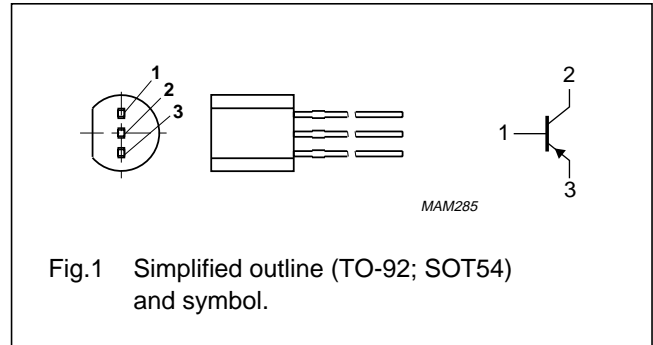 1
2
3
2
1
3
MAM285
Fig.1 Simplified outline (TO-92; SOT54)
and symbol.